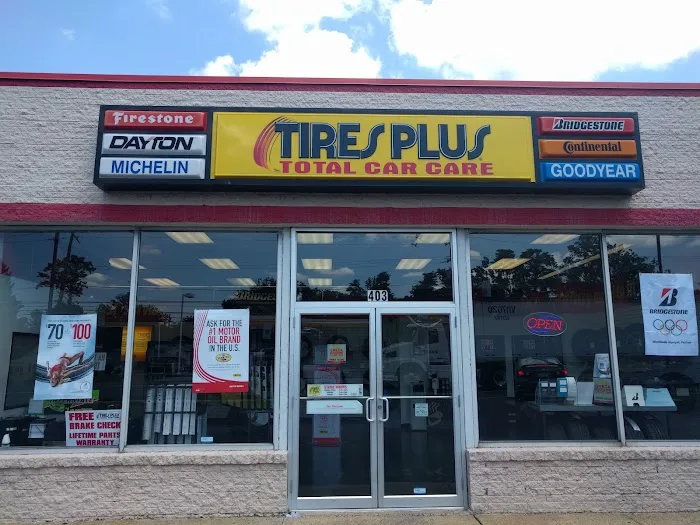 Firestone
DAYTON
MICHELIN
TIRES PLUS
TOTAL CAR CARE
BRIDGESTONE
Continental
GOODYEAR
403
$70 $100
ASK FOR THE
#1 MOTOR
OIL BRAND
IN THE U.S.
FREE
BRAKE CHECK
LIFETIME PARTS
WARRANTY
OPEN
BRIDGESTONE